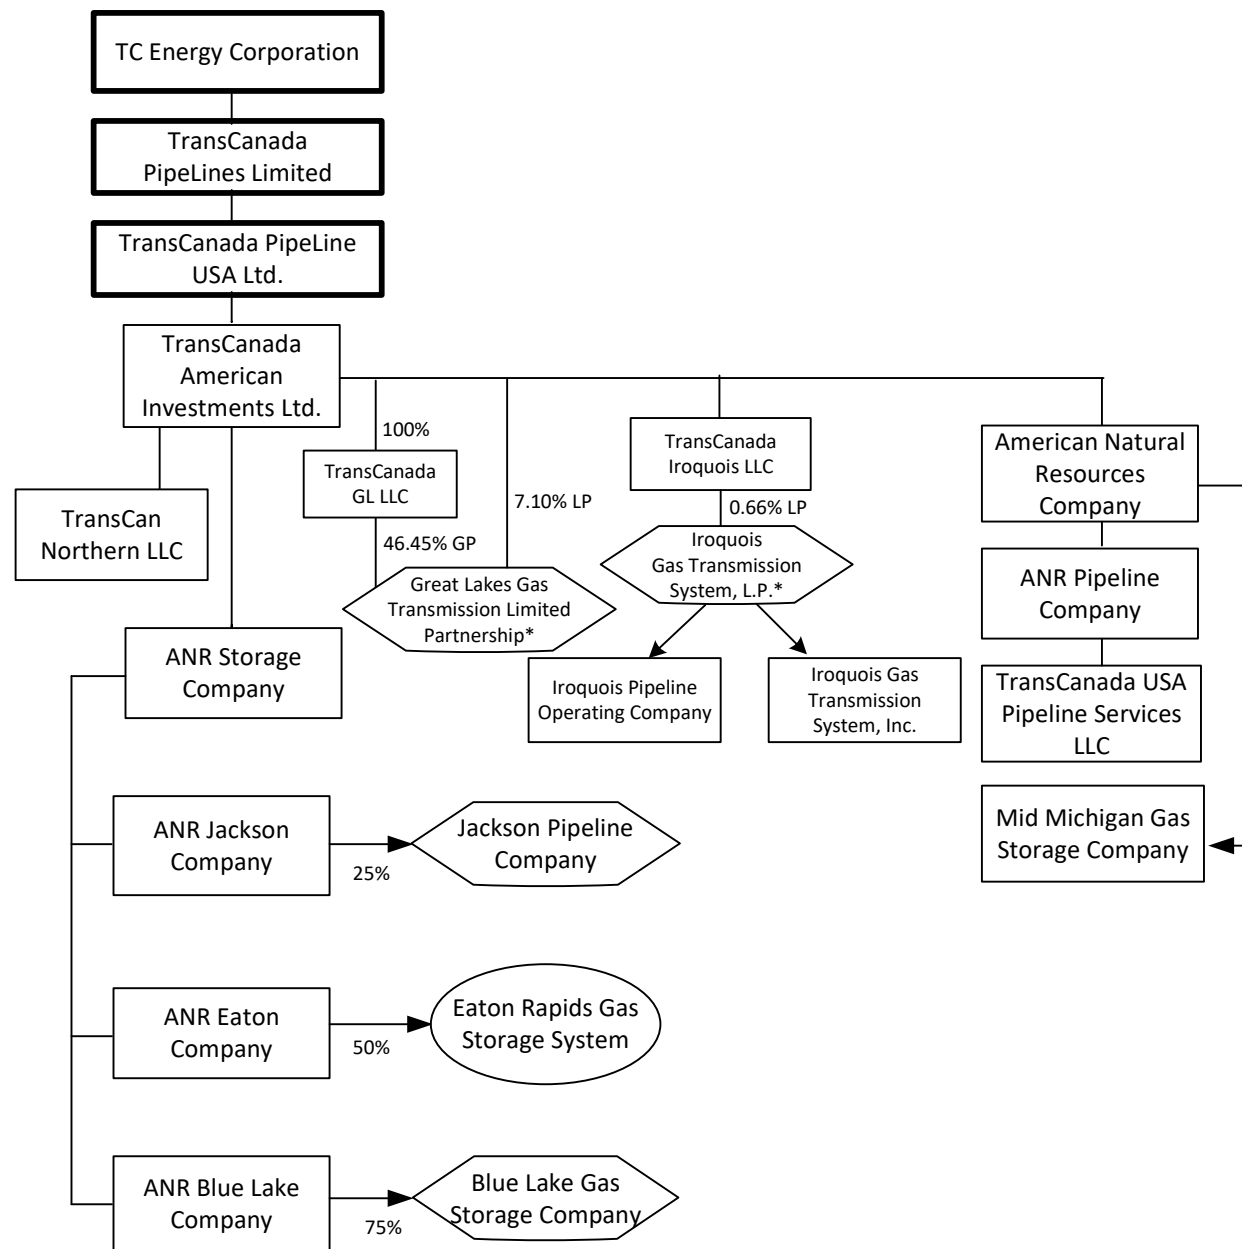 TC Energy Corporation
TransCanada
PipeLines Limited
TransCanada PipeLine
USA Ltd.
TransCanada
American
Investments Ltd.
100%
TransCanada
GL LLC
7.10% LP
46.45% GP
TransCanada
Iroquois LLC
0.66% LP
American Natural
Resources
Company
TransCan
Northern LLC
Great Lakes Gas
Transmission Limited
Partnership*
Iroquois
Gas Transmission
System, L.P.*
ANR Pipeline
Company
ANR Storage
Company
Iroquois Pipeline
Operating Company
Iroquois Gas
Transmission
System, Inc.
TransCanada USA
Pipeline Services
LLC
ANR Jackson
Company
25%
Jackson Pipeline
Company
Mid Michigan Gas
Storage Company
ANR Eaton
Company
50%
Eaton Rapids Gas
Storage System
ANR Blue Lake
Company
75%
Blue Lake Gas
Storage Company